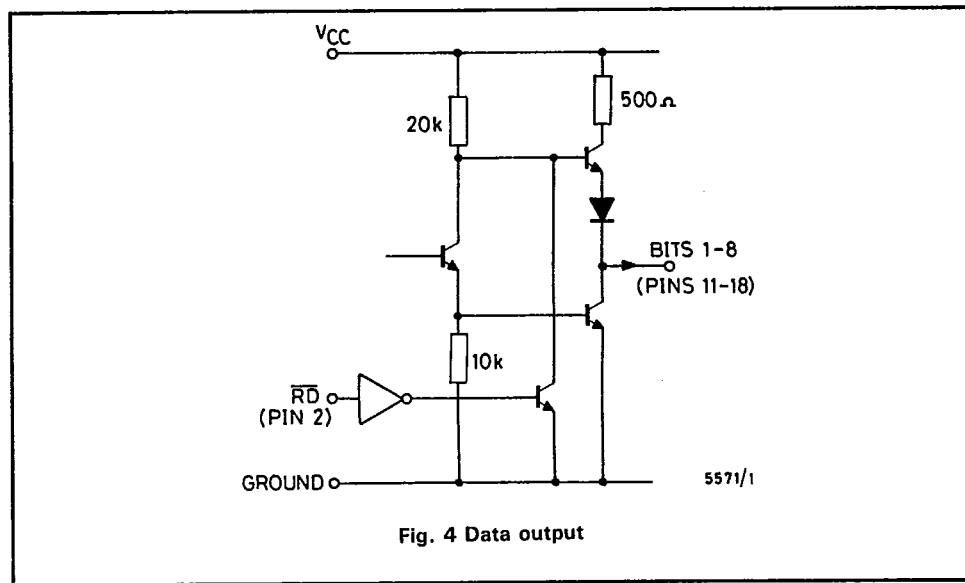 VCC
500Ω
20k
BITS 1-8
(PINS 11-18)
10k
RD
(PIN 2)
GROUND
5571/1
Fig. 4 Data output